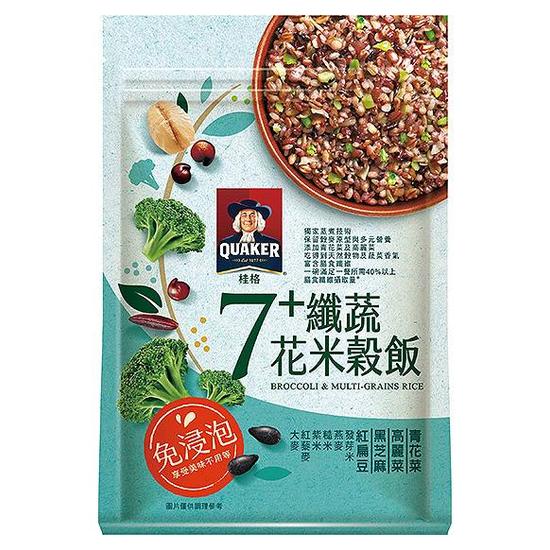 QUAKER
Est. 1877
桂格
獨家蒸煮技術
保留穀麥原型與多元營養
添加青花菜及高麗菜
吃得到天然穀物及蔬菜香氣
富含膳食纖維
一碗滿足一餐所需40%以上
膳食纖維攝取量*
7+纖蔬
花米穀飯
BROCCOLI & MULTI-GRAINS RICE
免浸泡
享受美味不用等
青花菜
高麗菜
黑芝麻
紅扁豆
發芽米
燕麥
糙米
紫米
紅藜麥
大麥
圖片僅供調理參考